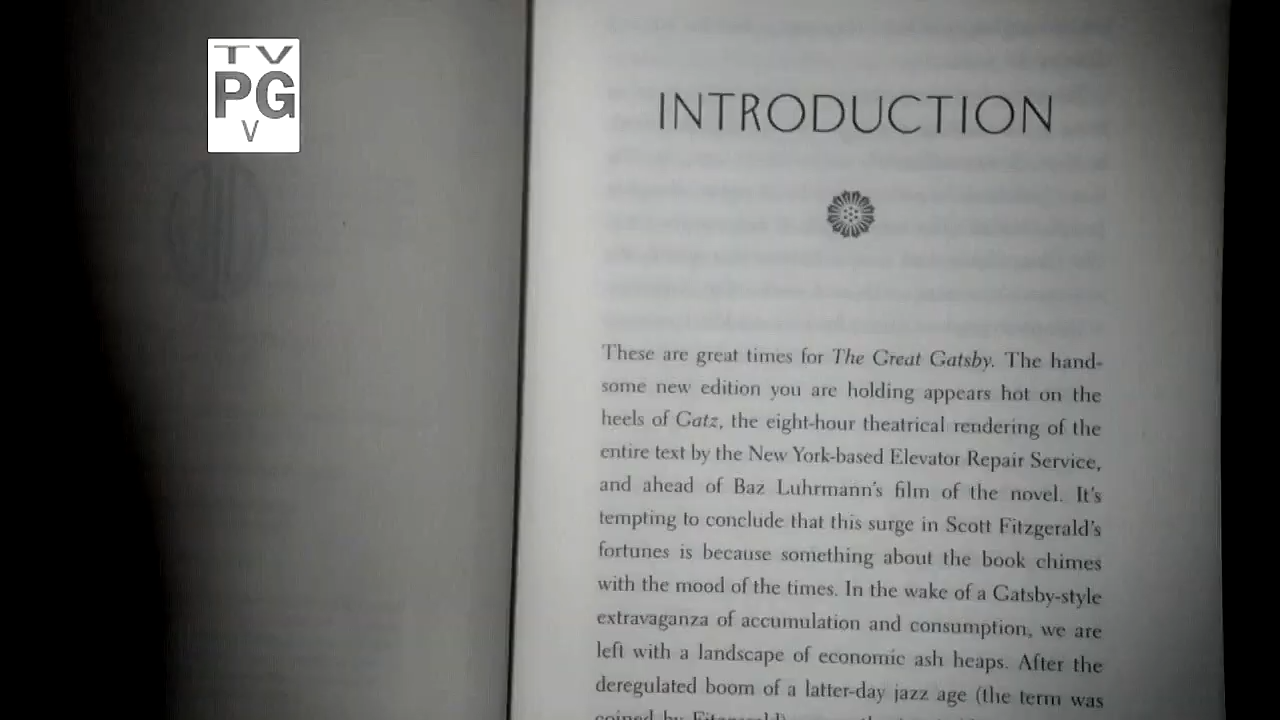 TV
PG
V
INTRODUCTION
These are great times for The Great Gatsby. The hand-
some new edition you are holding appears hot on the
heels of Gatz, the eight-hour theatrical rendering of the
entire text by the New York-based Elevator Repair Service,
and ahead of Baz Luhrmann's film of the novel. It's
tempting to conclude that this surge in Scott Fitzgerald's
fortunes is because something about the book chimes
with the mood of the times. In the wake of a Gatsby-style
extravaganza of accumulation and consumption, we are
left with a landscape of economic ash heaps. After the
deregulated boom of a latter-day jazz age (the term was
coined by Fitzgerald)